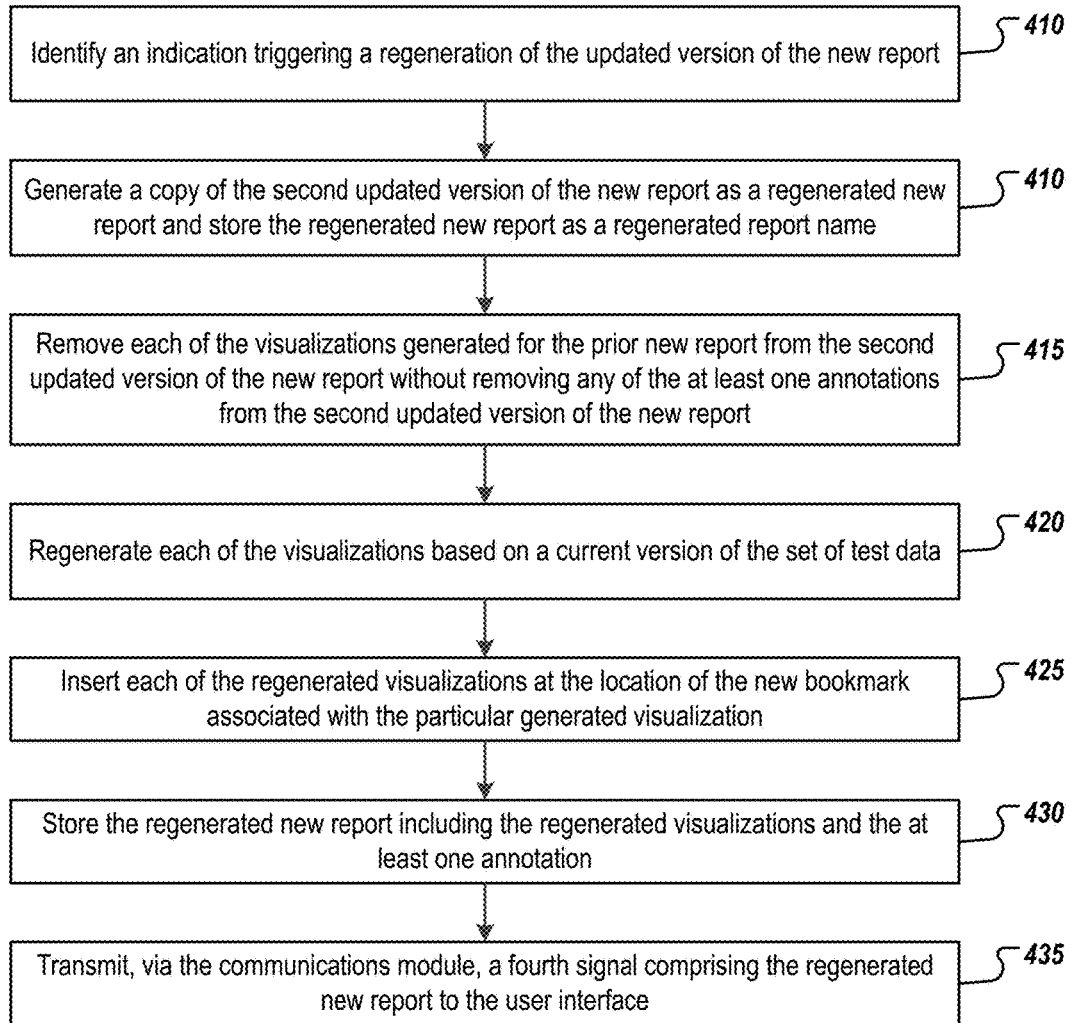 Identify an indication triggering a regeneration of the updated version of the new report
410
Generate a copy of the second updated version of the new report as a regenerated new
report and store the regenerated new report as a regenerated report name
410
Remove each of the visualizations generated for the prior new report from the second
updated version of the new report without removing any of the at least one annotations
from the second updated version of the new report
415
Regenerate each of the visualizations based on a current version of the set of test data
420
Insert each of the regenerated visualizations at the location of the new bookmark
associated with the particular generated visualization
425
Store the regenerated new report including the regenerated visualizations and the at
least one annotation
430
Transmit, via the communications module, a fourth signal comprising the regenerated
new report to the user interface
435